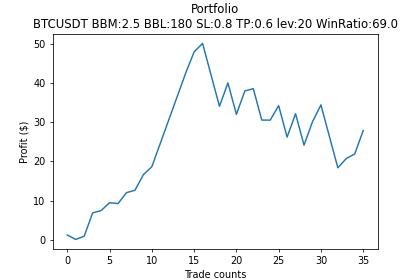 Portfolio
BTCUSDT BBM:2.5 BBL:180 SL:0.8 TP:0.6 lev:20 WinRatio:69.0
50
40
30
20
10
0
Profit ($)
0 5 10 15 20 25 30 35
Trade counts